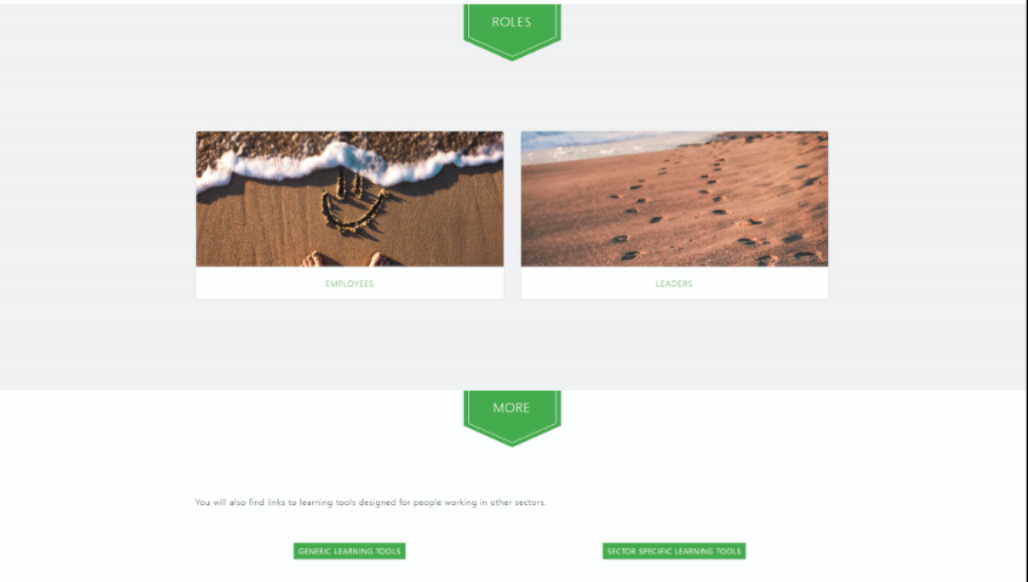 ROLES
EMPLOYEES
LEADERS
MORE
You will also find links to learning tools designed for people working in other sectors.
GENERIC LEARNING TOOLS
SECTOR SPECIFIC LEARNING TOOLS